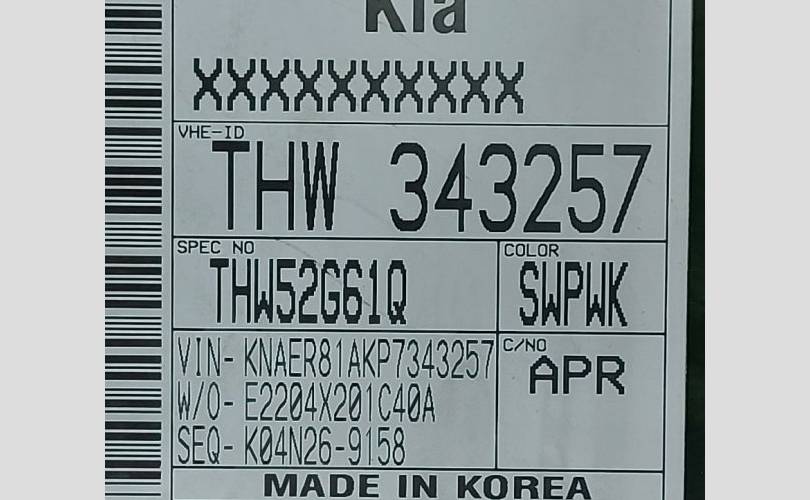 Kia
XXXXXXXXXX
VHE-ID
THW 343257
SPEC NO
THW52G61Q
COLOR
SWPWK
VIN- KNAER81AKP7343257
W/O- E2204X201C40A
SEQ- K04N26-9158
C/NO
APR
MADE IN KOREA